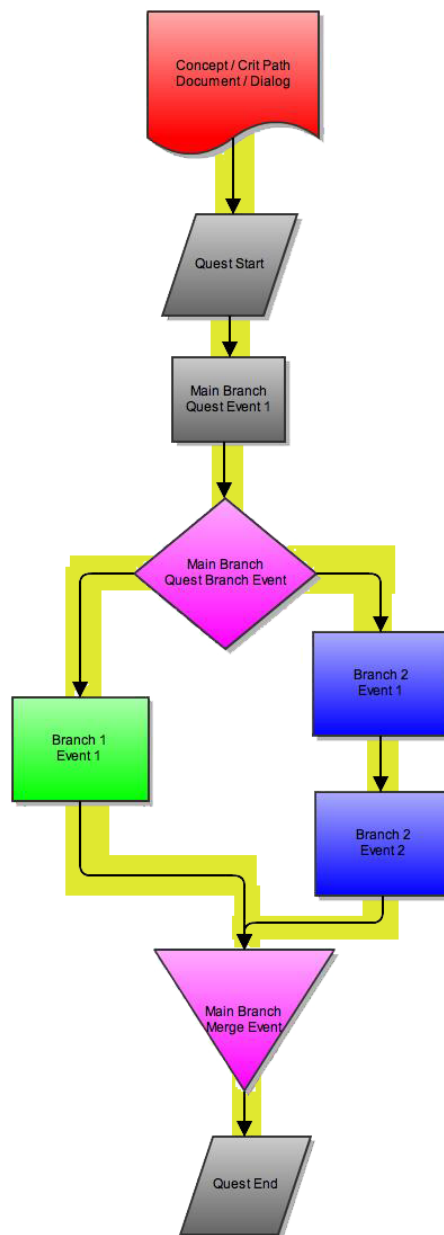 Concept / Crit Path
Document / Dialog
Quest Start
Main Branch
Quest Event 1
Main Branch
Quest Branch Event
Branch 2
Event 1
Branch 1
Event 1
Branch 2
Event 2
Main Branch
Merge Event
Quest End